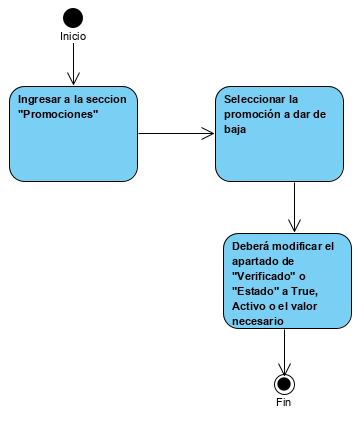 Inicio
Ingresar a la seccion
"Promociones"
Seleccionar la
promoción a dar de
baja
Deberá modificar el
apartado de
"Verificado" o
"Estado" a True,
Activo o el valor
necesario
Fin